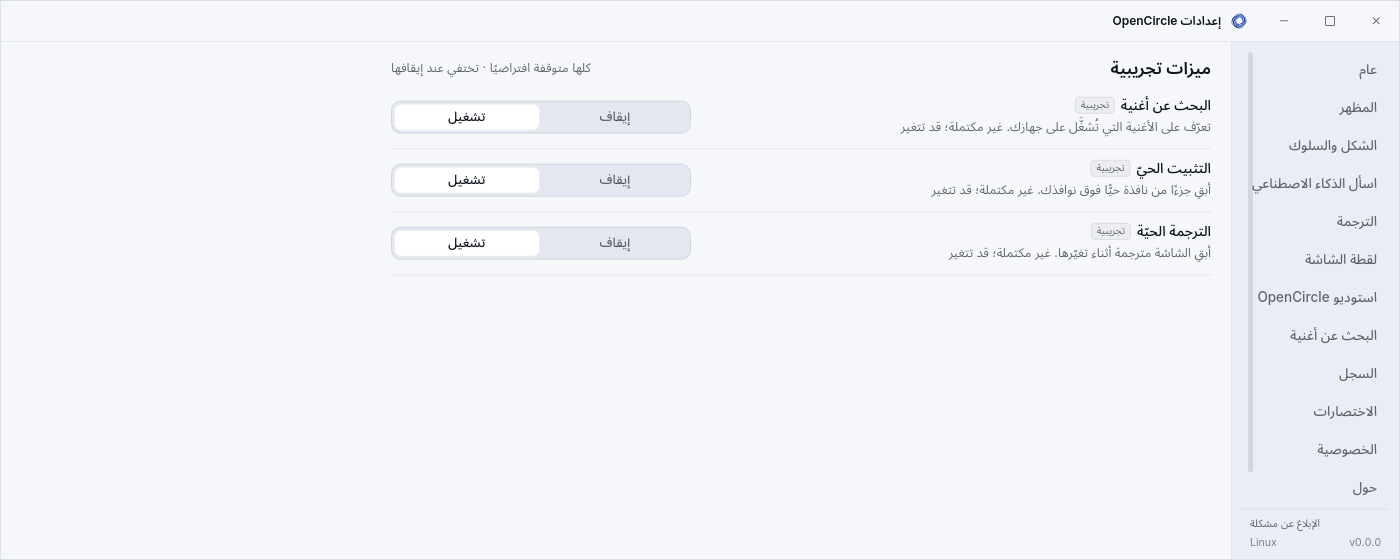 إعدادات OpenCircle
عام
المظهر
الشكل والسلوك
اسأل الذكاء الاصطناعي
الترجمة
لقطة الشاشة
استوديو OpenCircle
البحث عن أغنية
السجل
الاختصارات
الخصوصية
حول
الإبلاغ عن مشكلة
v0.0.0 Linux
ميزات تجريبية
كلها متوقفة افتراضيًا · تختفي عند إيقافها
البحث عن أغنية تجريبية
تعرّف على الأغنية التي تُشغَّل على جهازك. غير مكتملة؛ قد تتغير
إيقاف تشغيل
التثبيت الحيّ تجريبية
أبقِ جزءًا من نافذة حيًّا فوق نوافذك. غير مكتملة؛ قد تتغير
إيقاف تشغيل
الترجمة الحيّة تجريبية
أبقِ الشاشة مترجمة أثناء تغيّرها. غير مكتملة؛ قد تتغير
إيقاف تشغيل